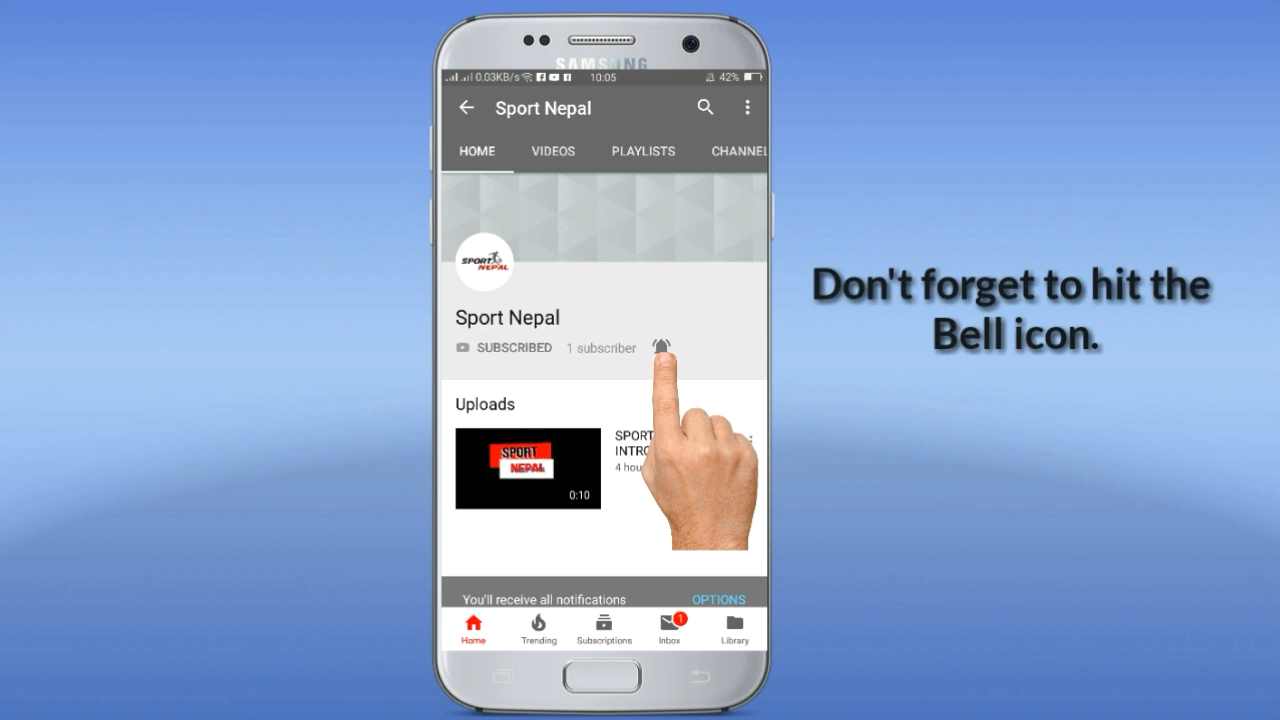 SAMSUNG
0.03KB/s 10:05 42%
Sport Nepal
HOME VIDEOS PLAYLISTS CHANNEL
SPORT
NEPAL
Sport Nepal
SUBSCRIBED 1 subscriber
Don't forget to hit the
Bell icon.
Uploads
SPORT
NEPAL
0:10
SPORT
INTRO
4 hou
You'll receive all notifications OPTIONS
1
Home Trending Subscriptions Inbox Library